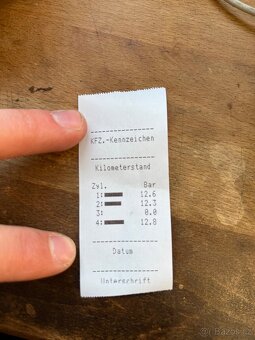 KFZ.-Kennzeichen
Kilometerstand
Zyl. Bar
1: 12.6
2: 12.3
3: 0.0
4: 12.8
Datum
Unterschrift